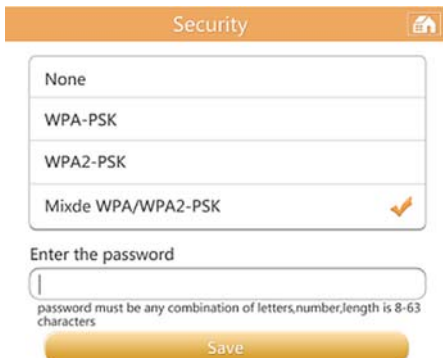 Security
None
WPA-PSK
WPA2-PSK
Mixde WPA/WPA2-PSK
Enter the password
password must be any combination of letters,number,length is 8-63
characters
Save